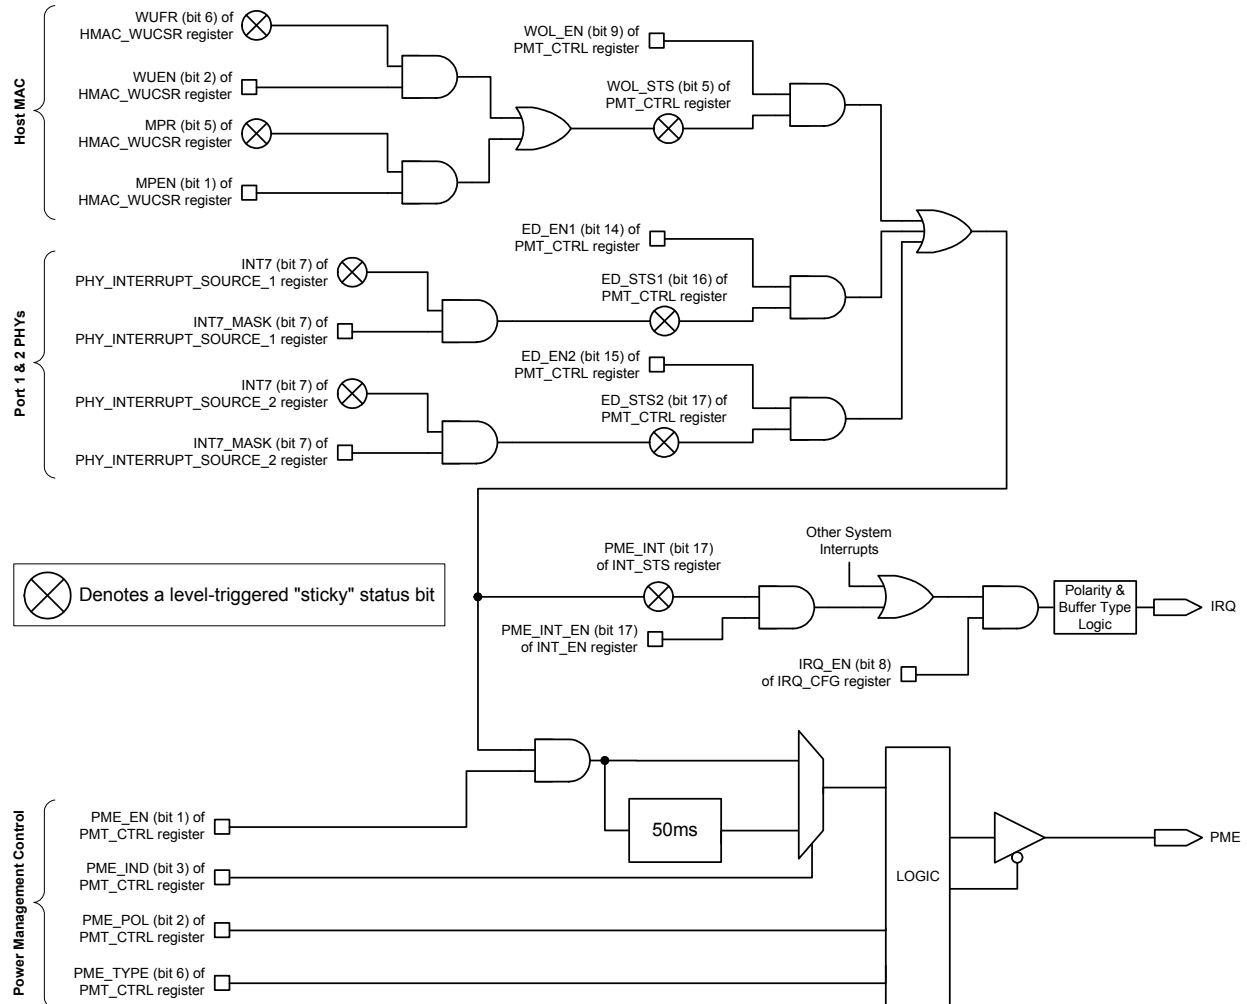 Host MAC
WUFR (bit 6) of
HMAC_WUCSR register
WUEN (bit 2) of
HMAC_WUCSR register
MPR (bit 5) of
HMAC_WUCSR register
MPEN (bit 1) of
HMAC_WUCSR register
WOL_EN (bit 9) of
PMT_CTRL register
WOL_STS (bit 5) of
PMT_CTRL register
Port 1 & 2 PHYs
INT7 (bit 7) of
PHY_INTERRUPT_SOURCE_1
register
INT7_MASK (bit 7) of
PHY_INTERRUPT_SOURCE_1 register
INT7 (bit 7) of
PHY_INTERRUPT_SOURCE_2 register
INT7_MASK (bit 7) of
PHY_INTERRUPT_SOURCE_2 register
ED_EN1 (bit 14) of
PMT_CTRL register
ED_STS1 (bit 16) of
PMT_CTRL register
ED_EN2 (bit 15) of
PMT_CTRL register
ED_STS2 (bit 17) of
PMT_CTRL register
Denotes a level-triggered "sticky" status bit
PME_INT (bit 17)
of INT_STS register
PME_INT_EN (bit 17)
of INT_EN register
Other System
Interrupts
IRQ_EN (bit 8)
of IRQ_CFG register
Polarity &
Buffer Type
Logic
IRQ
Power Management Control
PME_EN (bit 1) of
PMT_CTRL register
PME_IND (bit 3) of
PMT_CTRL register
PME_POL (bit 2) of
PMT_CTRL register
PME_TYPE (bit 6) of
PMT_CTRL register
50ms
LOGIC
PME